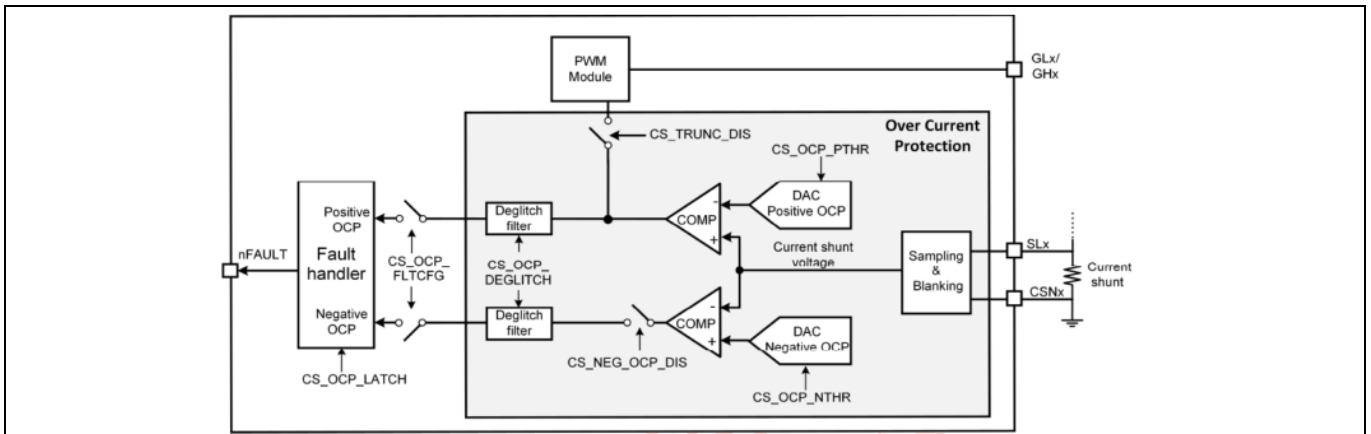 PWM
Module
GLx/
GHx
Over Current
Protection
CS_TRUNC_DIS
CS_OCP_PTHR
DAC
Positive OCP
Positive
OCP
Deglitch
filter
COMP
-
+
nFAULT
Fault
handler
CS_OCP_
FLTCFG
CS_OCP_
DEGLITCH
Current shunt
voltage
Sampling
&
Blanking
SLx
Current
shunt
CSNx
Negative
OCP
Deglitch
filter
COMP
-
+
DAC
Negative OCP
CS_NEG_OCP_DIS
CS_OCP_LATCH
CS_OCP_NTHR